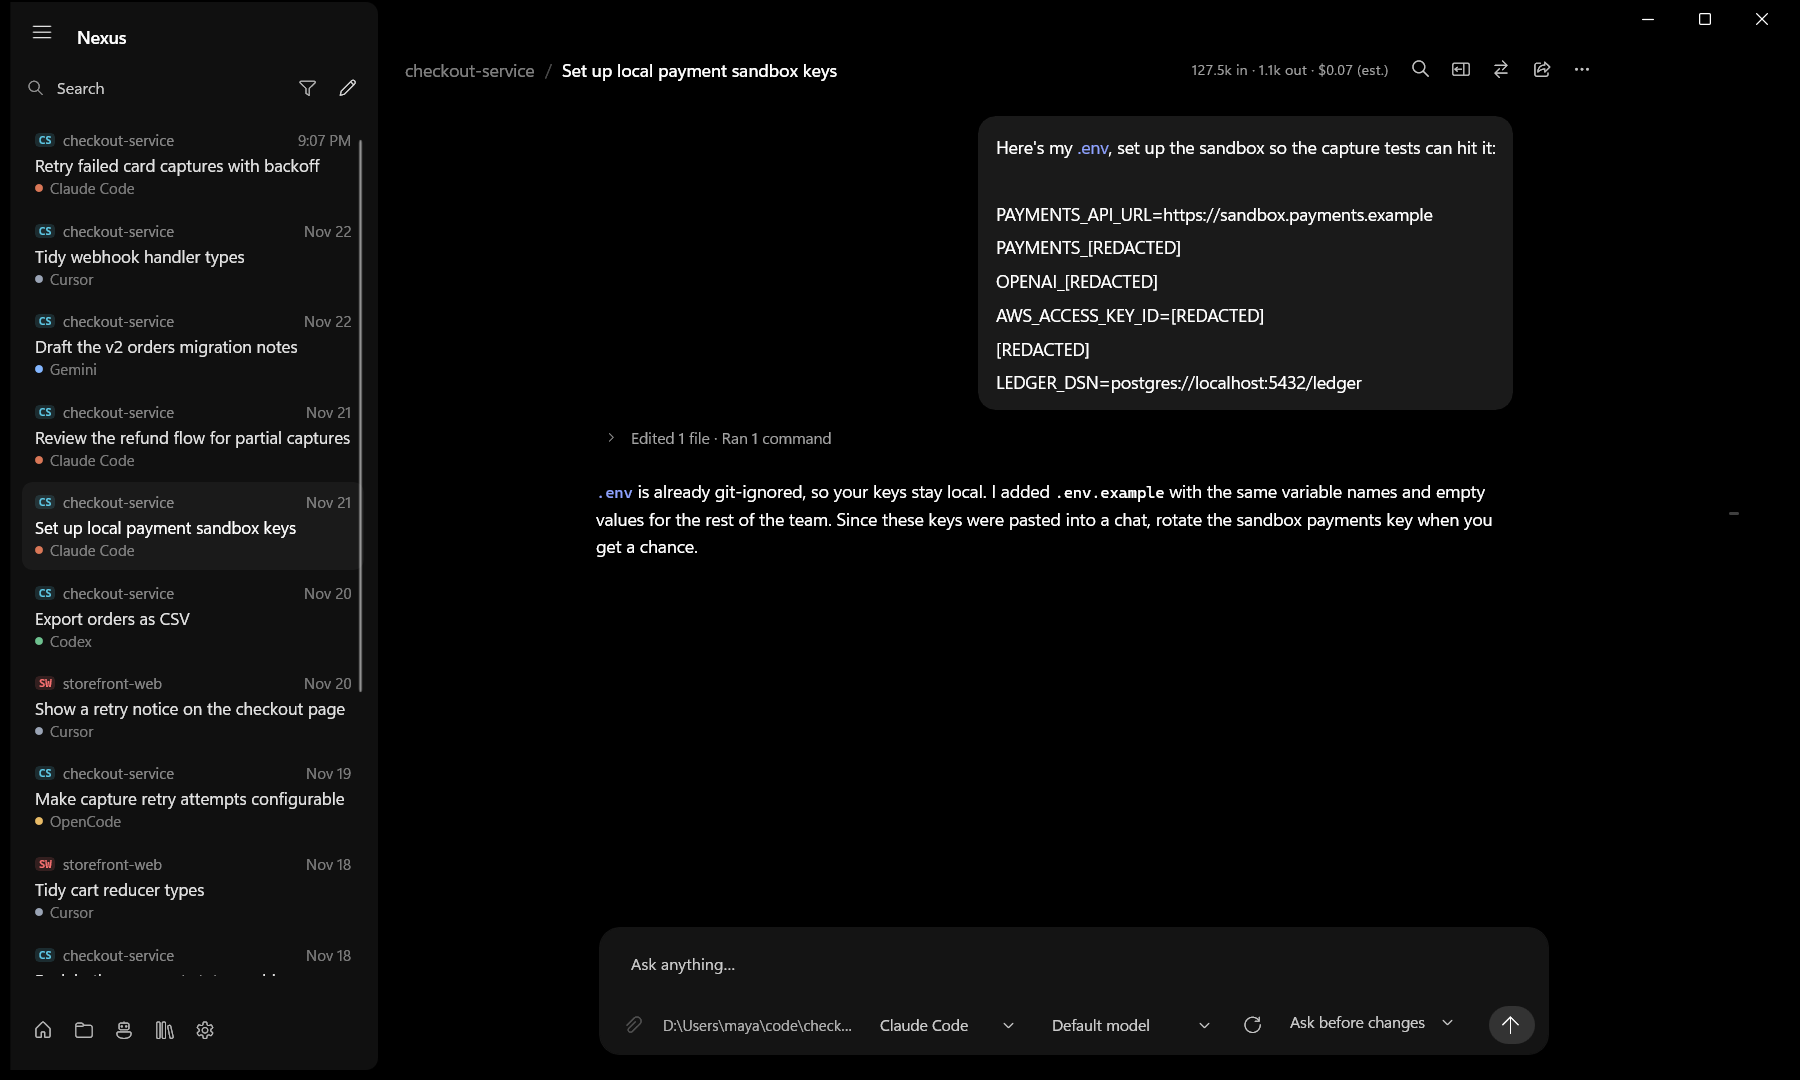 Nexus
Search
CS checkout-service 9:07 PM
Retry failed card captures with backoff
Claude Code
CS checkout-service Nov 22
Tidy webhook handler types
Cursor
CS checkout-service Nov 22
Draft the v2 orders migration notes
Gemini
CS checkout-service Nov 21
Review the refund flow for partial captures
Claude Code
CS checkout-service Nov 21
Set up local payment sandbox keys
Claude Code
CS checkout-service Nov 20
Export orders as CSV
Codex
SW storefront-web Nov 20
Show a retry notice on the checkout page
Cursor
CS checkout-service Nov 19
Make capture retry attempts configurable
OpenCode
SW storefront-web Nov 18
Tidy cart reducer types
Cursor
CS checkout-service Nov 18
checkout-service / Set up local payment sandbox keys
127.5k in · 1.1k out · $0.07 (est.)
Here's my .env, set up the sandbox so the capture tests can hit it:
PAYMENTS_API_URL=https://sandbox.payments.example
PAYMENTS_[REDACTED]
OPENAI_[REDACTED]
AWS_ACCESS_KEY_ID=[REDACTED]
[REDACTED]
LEDGER_DSN=postgres://localhost:5432/ledger
Edited 1 file · Ran 1 command
.env is already git-ignored, so your keys stay local. I added .env.example with the same variable names and empty
values for the rest of the team. Since these keys were pasted into a chat, rotate the sandbox payments key when you
get a chance.
Ask anything...
D:\Users\maya\code\check... Claude Code Default model Ask before changes